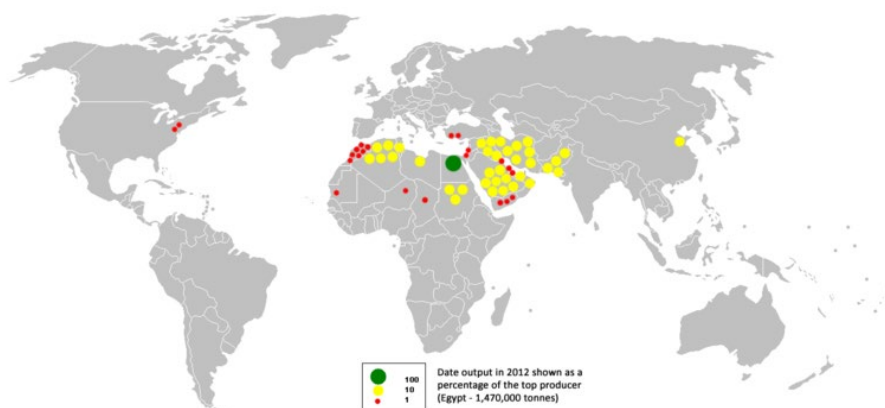 100
10
1
Date output in 2012 shown as a
percentage of the top producer
(Egypt - 1,470,000 tonnes)